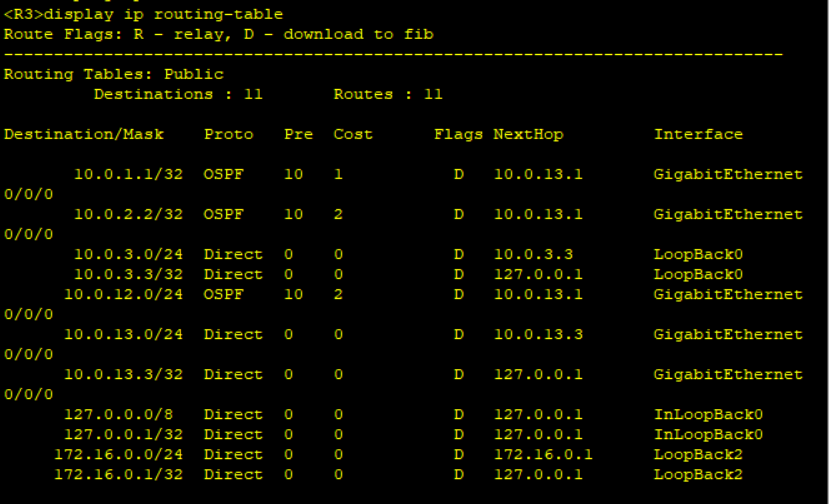 <R3>display ip routing-table
Route Flags: R - relay, D - download to fib
------------------------------------------------------------------------------
Routing Tables: Public
         Destinations : 11       Routes : 11

Destination/Mask    Proto   Pre  Cost      Flags NextHop         Interface

       10.0.1.1/32  OSPF    10   1           D   10.0.13.1       GigabitEthernet
0/0/0
       10.0.2.2/32  OSPF    10   2           D   10.0.13.1       GigabitEthernet
0/0/0
       10.0.3.0/24  Direct  0    0           D   10.0.3.3        LoopBack0
       10.0.3.3/32  Direct  0    0           D   127.0.0.1       LoopBack0
      10.0.12.0/24  OSPF    10   2           D   10.0.13.1       GigabitEthernet
0/0/0
      10.0.13.0/24  Direct  0    0           D   10.0.13.3       GigabitEthernet
0/0/0
      10.0.13.3/32  Direct  0    0           D   127.0.0.1       GigabitEthernet
0/0/0
      127.0.0.0/8   Direct  0    0           D   127.0.0.1       InLoopBack0
      127.0.0.1/32  Direct  0    0           D   127.0.0.1       InLoopBack0
     172.16.0.0/24  Direct  0    0           D   172.16.0.1      LoopBack2
     172.16.0.1/32  Direct  0    0           D   127.0.0.1       LoopBack2